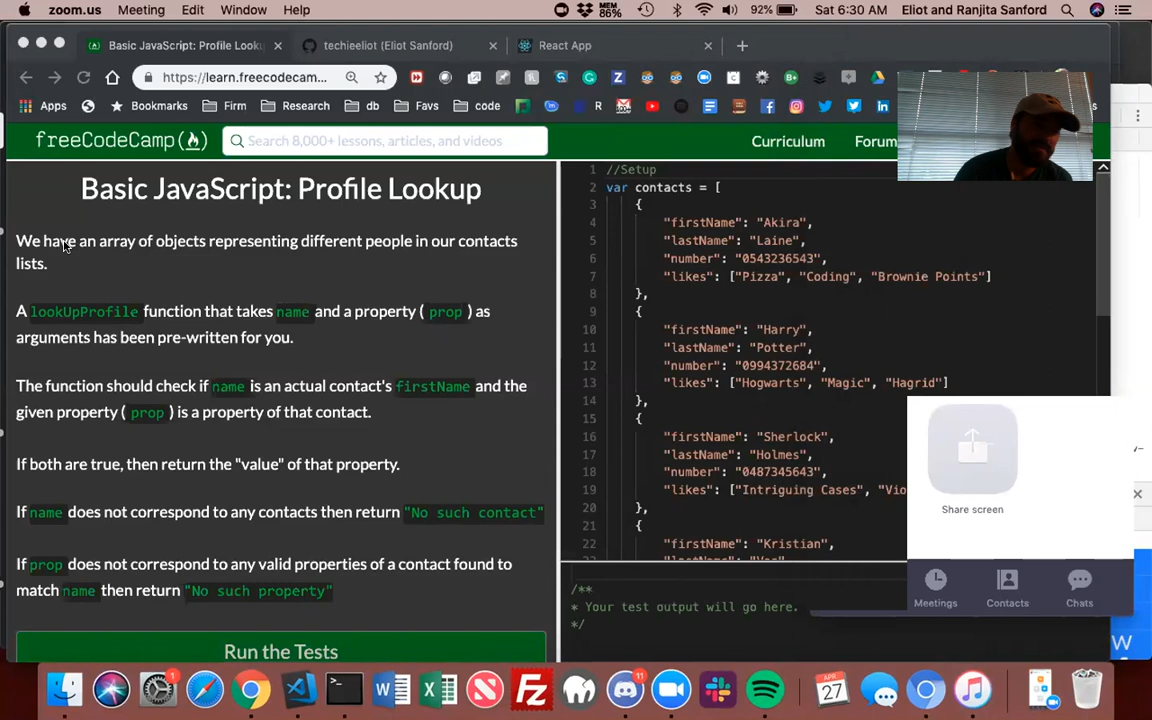 zoom.us Meeting Edit Window Help MEM 86% 92% Sat 6:30 AM Eliot and Ranjita Sanford
Basic JavaScript: Profile Looku techieeliot (Eliot Sanford) React App
https://learn.freecodecam...
Apps Bookmarks Firm Research db Favs code R
freeCodeCamp Search 8,000+ lessons, articles, and videos Curriculum Forum
Basic JavaScript: Profile Lookup
We have an array of objects representing different people in our contacts
lists.
A lookUpProfile function that takes name and a property ( prop ) as
arguments has been pre-written for you.
The function should check if name is an actual contact's firstName and the
given property ( prop ) is a property of that contact.
If both are true, then return the "value" of that property.
If name does not correspond to any contacts then return "No such contact"
If prop does not correspond to any valid properties of a contact found to
match name then return "No such property"
Run the Tests
1 //Setup
2 var contacts = [
3 {
4 "firstName": "Akira",
5 "lastName": "Laine",
6 "number": "0543236543",
7 "likes": ["Pizza", "Coding", "Brownie Points"]
8 },
9 {
10 "firstName": "Harry",
11 "lastName": "Potter",
12 "number": "0994372684",
13 "likes": ["Hogwarts", "Magic", "Hagrid"]
14 },
15 {
16 "firstName": "Sherlock",
17 "lastName": "Holmes",
18 "number": "0487345643",
19 "likes": ["Intriguing Cases", "Vio
20 },
21 {
22 "firstName": "Kristian",
/**
* Your test output will go here.
*/
Share screen
Meetings Contacts Chats